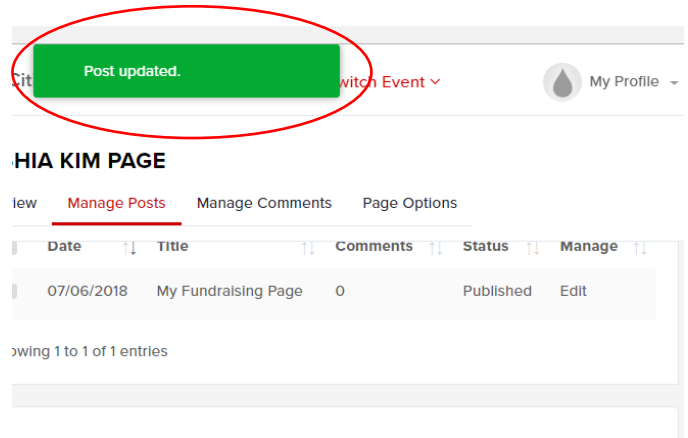 Post updated.
Cit
witch Event
My Profile
HIA KIM PAGE
iew Manage Posts Manage Comments Page Options
Date Title Comments Status Manage
07/06/2018 My Fundraising Page 0 Published Edit
owing 1 to 1 of 1 entries